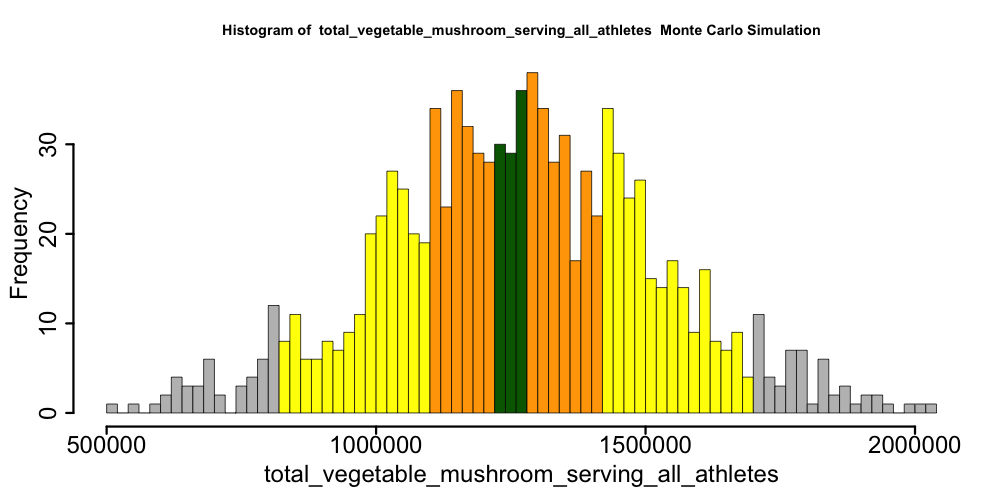 Histogram of  total_vegetable_mushroom_serving_all_athletes  Monte Carlo Simulation
Frequency
30
20
10
0
500000
1000000
1500000
2000000
total_vegetable_mushroom_serving_all_athletes